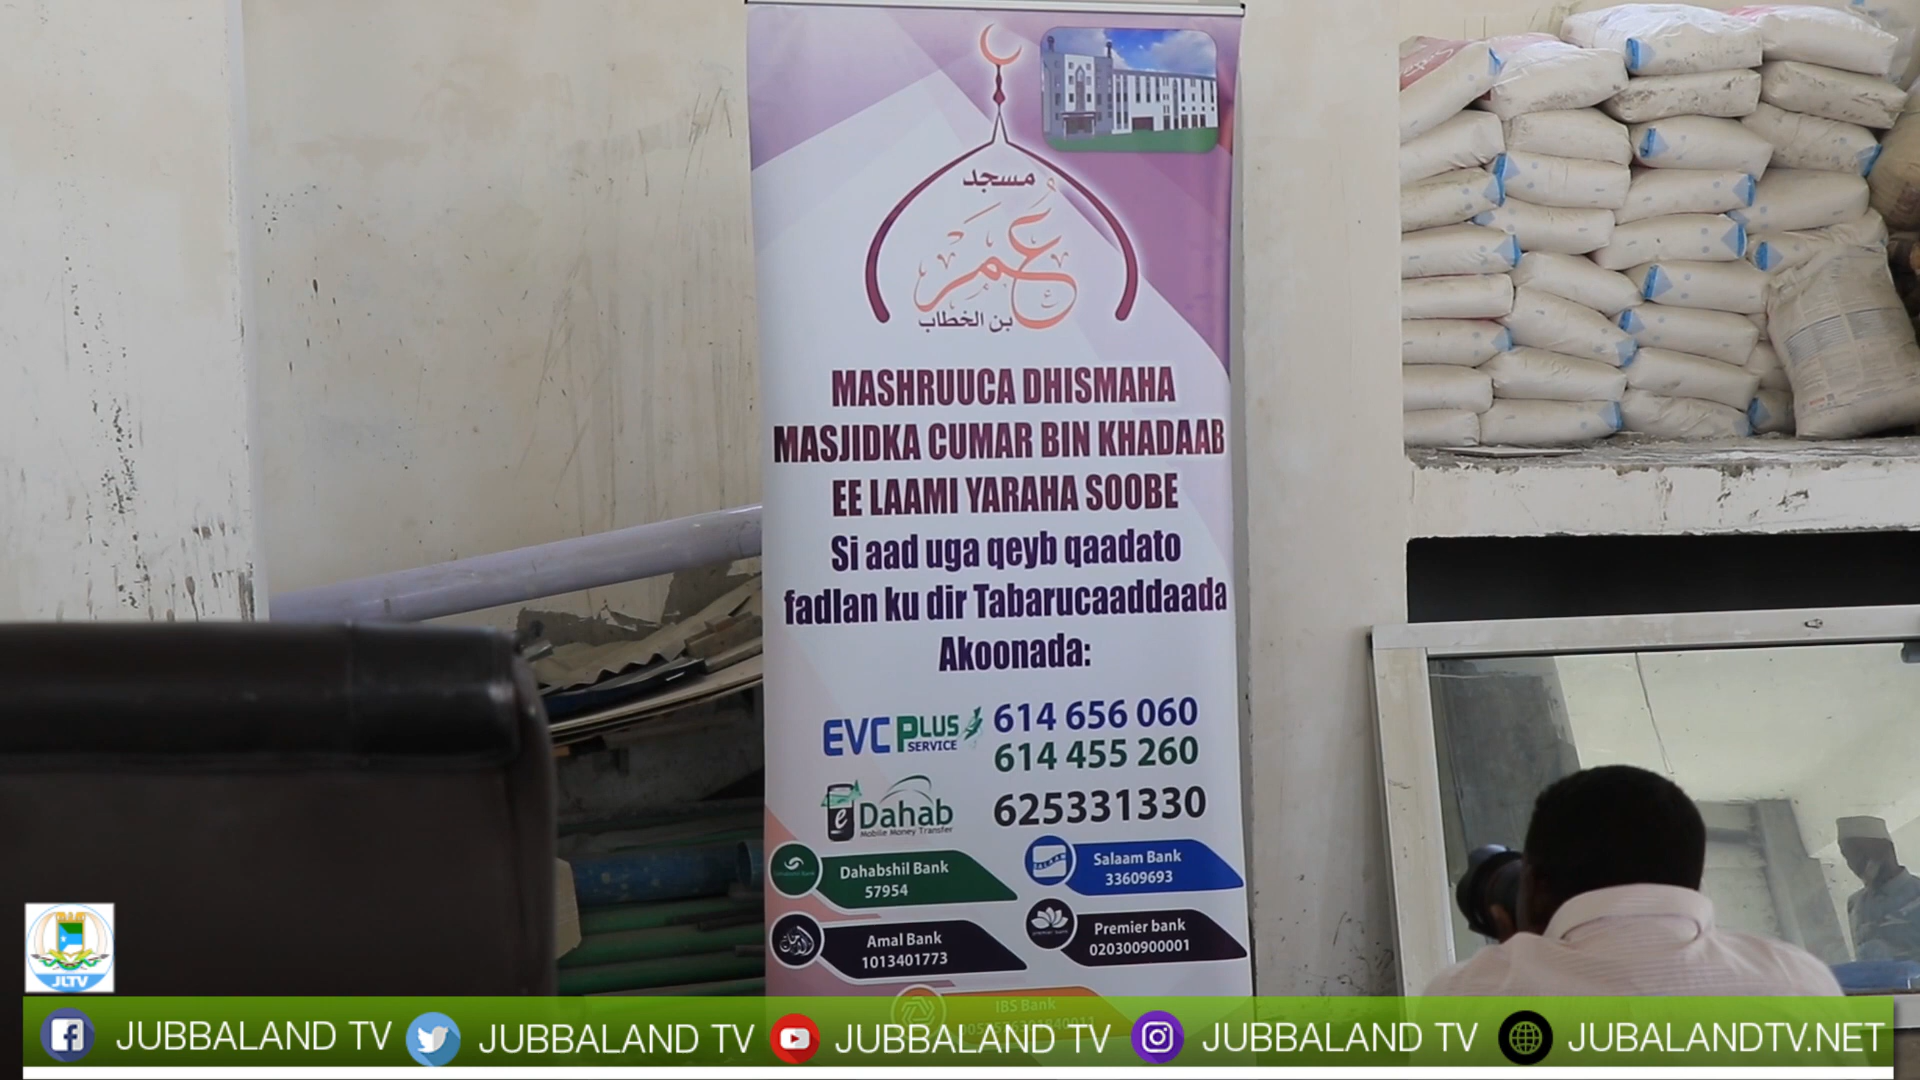 مسجد
عُمَر
بن الخطاب
MASHRUUCA DHISMAHA
MASJIDKA CUMAR BIN KHADAAB
EE LAAMI YARAHA SOOBE
Si aad uga qeyb qaadato
fadlan ku dir Tabarucaaddaada
Akoonada:
EVC PLUS SERVICE
614 656 060
614 455 260
eDahab
Mobile Money Transfer
625331330
Dahabshil Bank
57954
Salaam Bank
33609693
Amal Bank
1013401773
Premier bank
020300900001
IBS Bank
JLTV
JUBBALAND TV JUBBALAND TV JUBBALAND TV JUBBALAND TV JUBALANDTV.NET